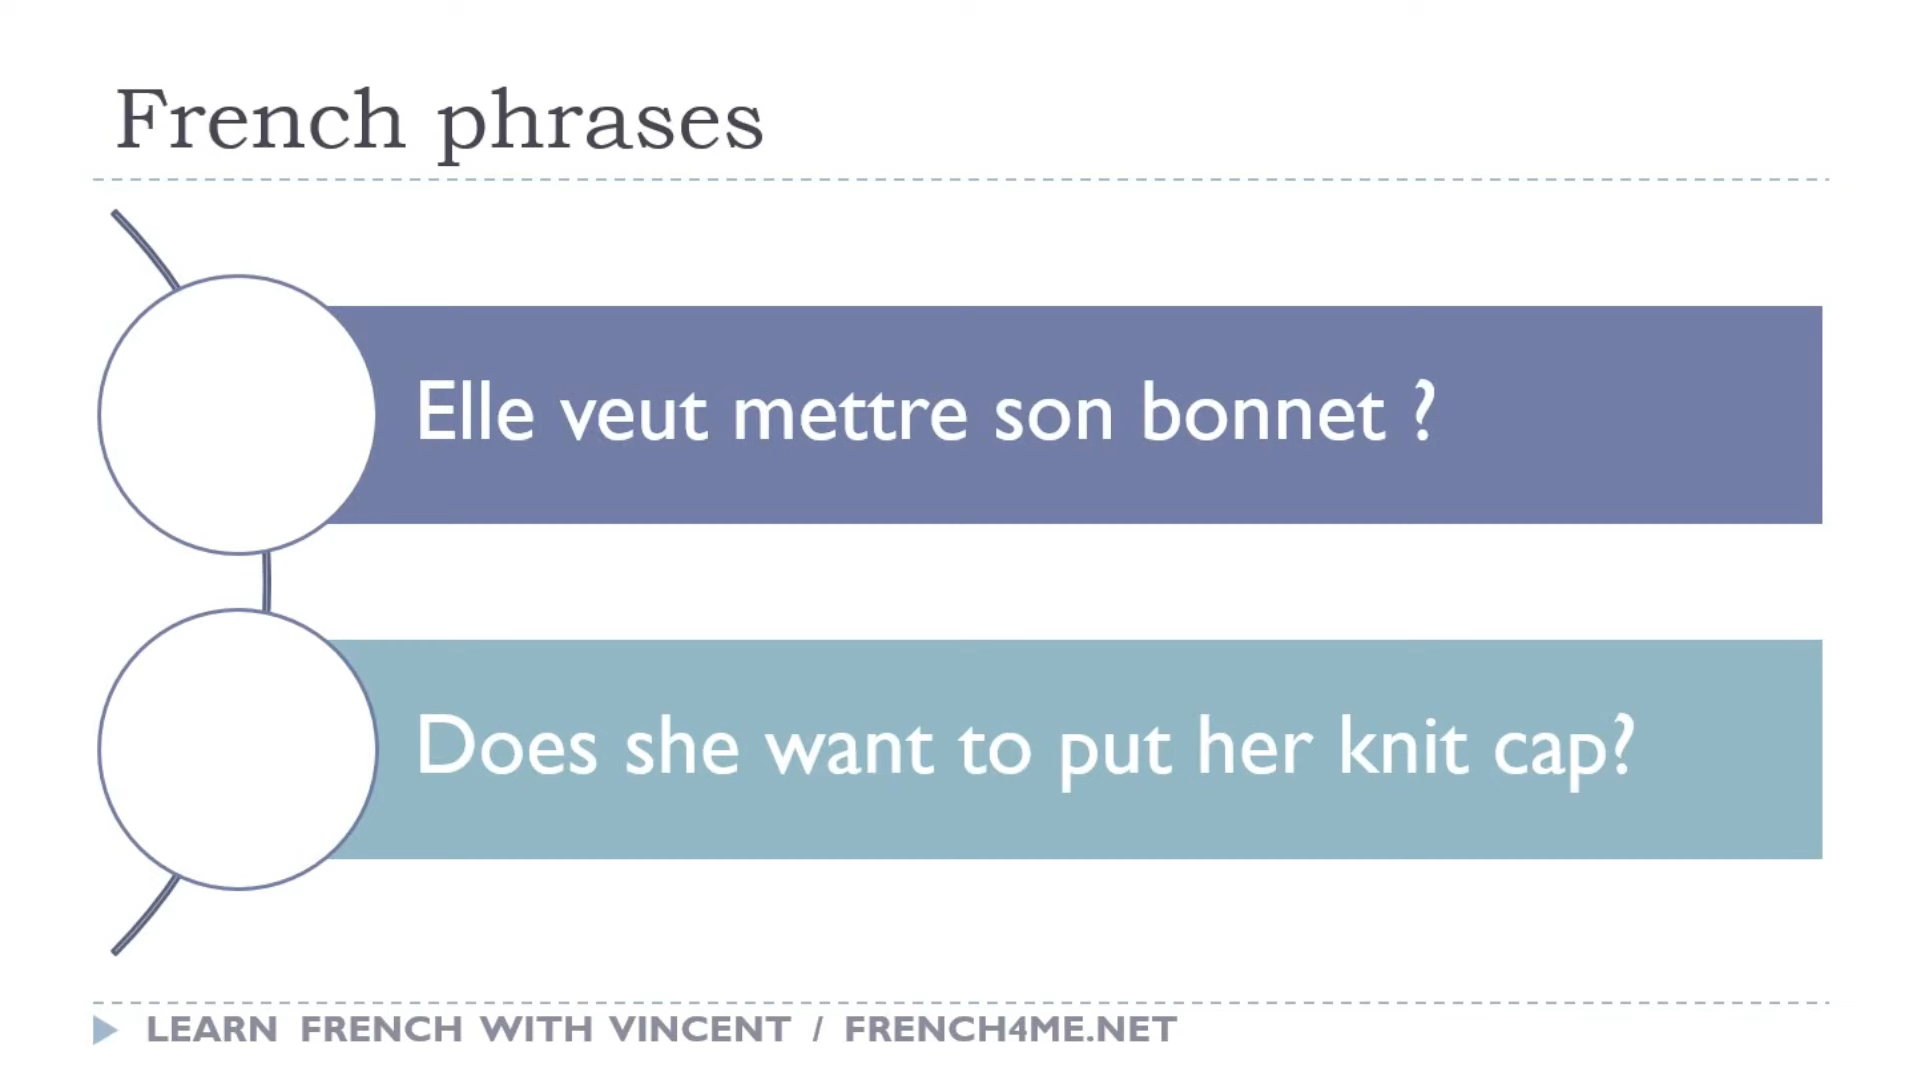 French phrases
Elle veut mettre son bonnet ?
Does she want to put her knit cap?
LEARN FRENCH WITH VINCENT / FRENCH4ME.NET